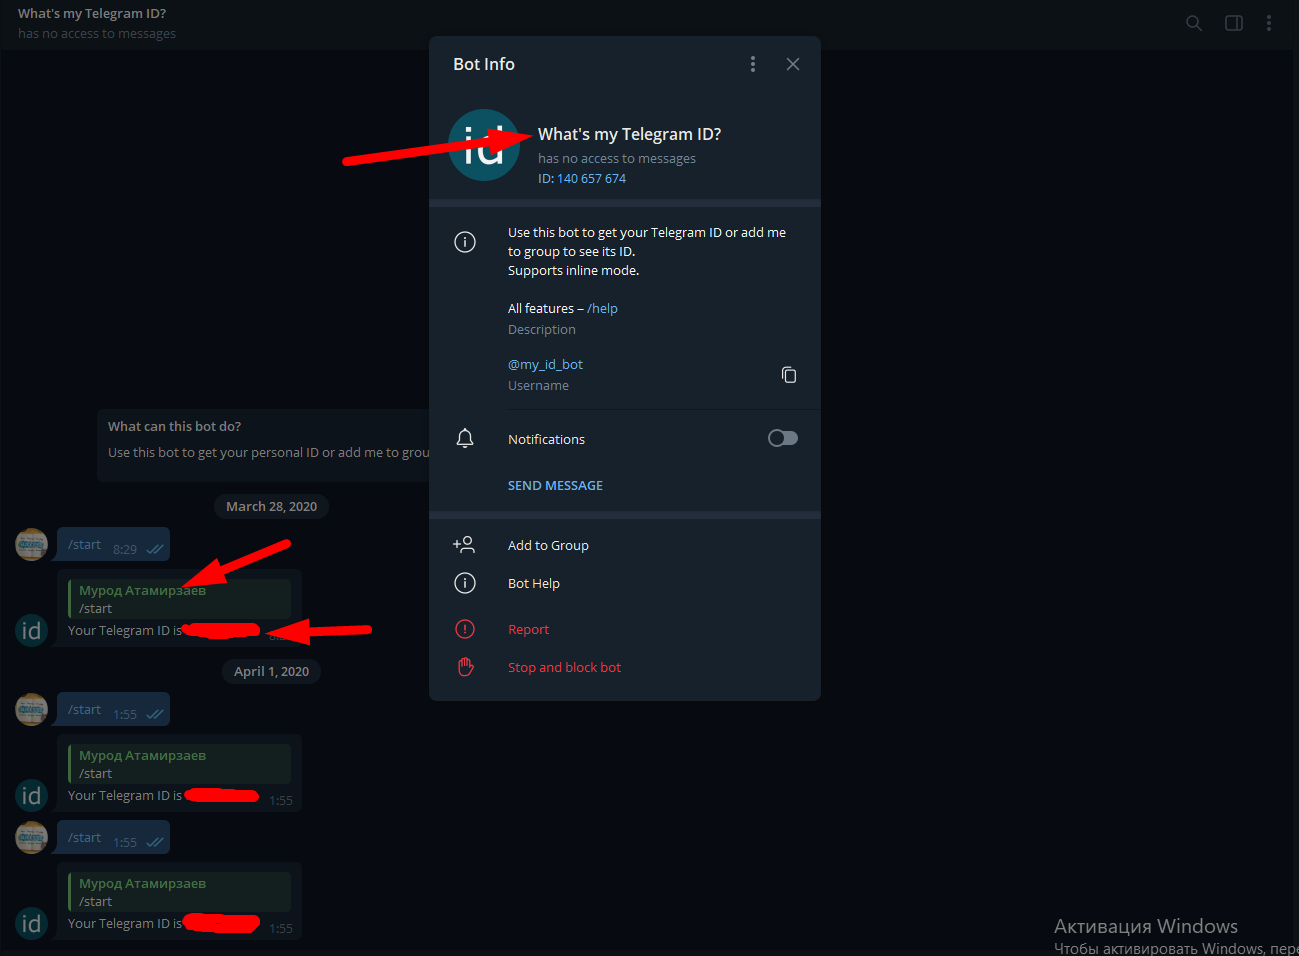 What's my Telegram ID?
has no access to messages
Bot Info
id
What's my Telegram ID?
has no access to messages
ID: 140 657 674
Use this bot to get your Telegram ID or add me
to group to see its ID.
Supports inline mode.
All features – /help
Description
@my_id_bot
Username
Notifications
SEND MESSAGE
Add to Group
Bot Help
Report
Stop and block bot
What can this bot do?
Use this bot to get your personal ID or add me to grou
March 28, 2020
/start 8:29
Мурод Атамирзаев
/start
id
Your Telegram ID is
April 1, 2020
/start 1:55
Мурод Атамирзаев
/start
id
Your Telegram ID is 1:55
/start 1:55
Мурод Атамирзаев
/start
id
Your Telegram ID is 1:55
Активация Windows
Чтобы активировать Windows, пере